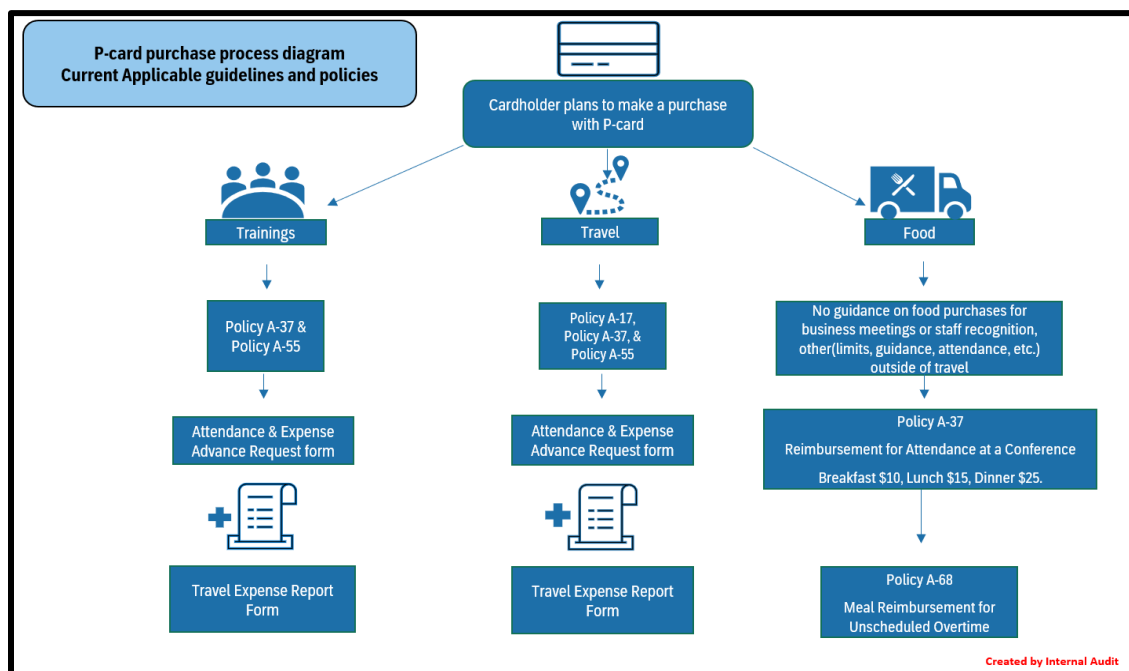 P-card purchase process diagram
Current Applicable guidelines and policies
Cardholder plans to make a purchase
with P-card
Trainings
Travel
Food
Policy A-37 &
Policy A-55
Policy A-17,
Policy A-37, &
Policy A-55
No guidance on food purchases for
business meetings or staff recognition,
other(limits, guidance, attendance, etc.)
outside of travel
Attendance & Expense
Advance Request form
Attendance & Expense
Advance Request form
Policy A-37
Reimbursement for Attendance at a Conference
Breakfast $10, Lunch $15, Dinner $25.
Travel Expense Report
Form
Travel Expense Report
Form
Policy A-68
Meal Reimbursement for
Unscheduled Overtime
Created by Internal Audit